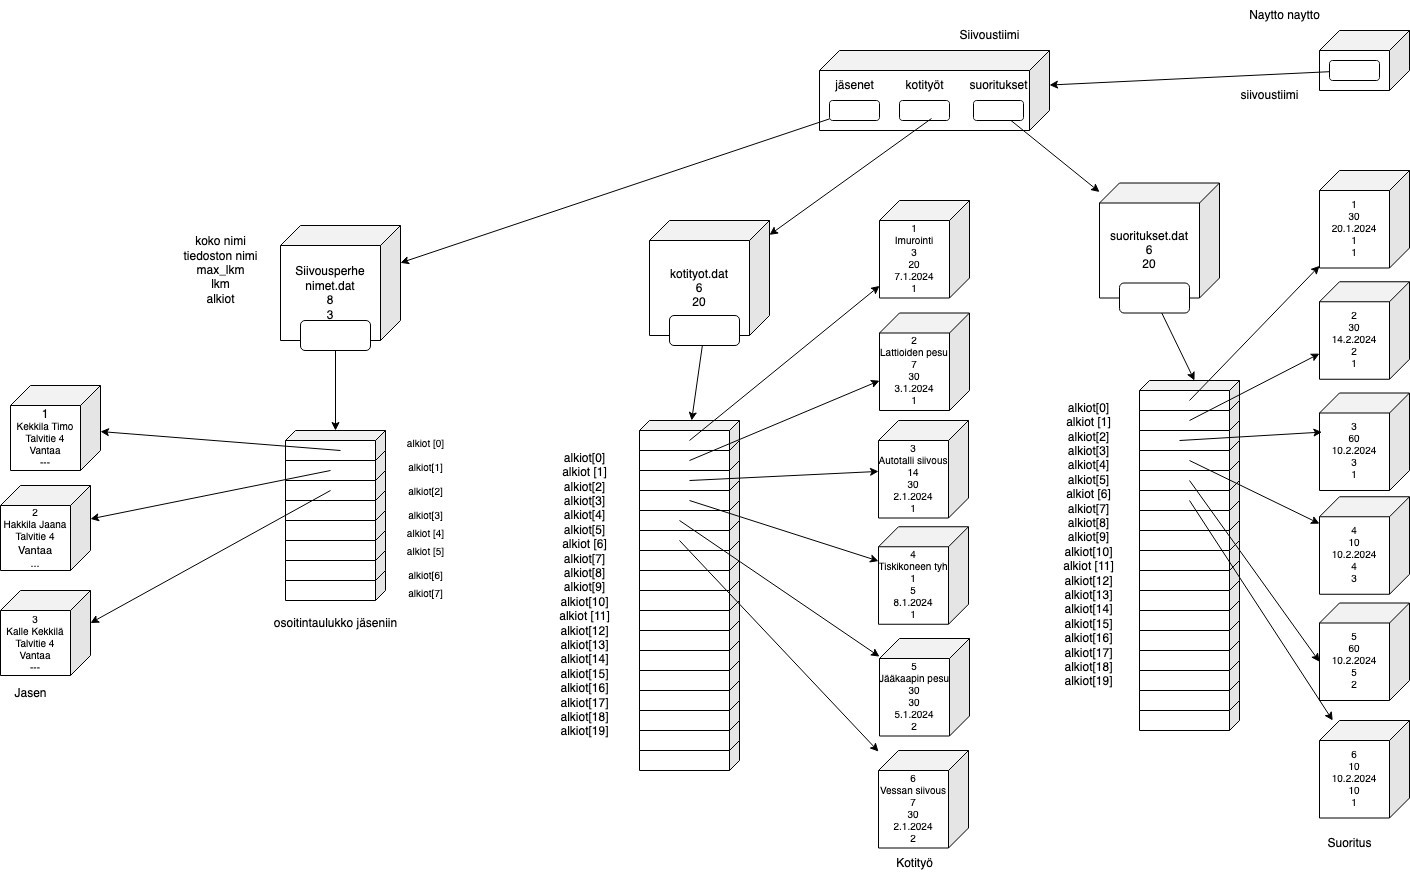 Naytto naytto
siivoustiimi
Siivoustiimi
jäsenet
kotityöt
suoritukset
koko nimi
tiedoston nimi
max_lkm
lkm
alkiot
Siivousperhe
nimet.dat
8
3
kotityot.dat
6
20
suoritukset.dat
6
20
1
Kekkila Timo
Talvitie 4
Vantaa
---
2
Hakkila Jaana
Talvitie 4
Vantaa
...
3
Kalle Kekkilä
Talvitie 4
Vantaa
---
Jasen
alkiot [0]
alkiot[1]
alkiot[2]
alkiot[3]
alkiot [4]
alkiot [5]
alkiot[6]
alkiot[7]
osoitintaulukko jäseniin
alkiot[0]
alkiot [1]
alkiot[2]
alkiot[3]
alkiot[4]
alkiot[5]
alkiot [6]
alkiot[7]
alkiot[8]
alkiot[9]
alkiot[10]
alkiot [11]
alkiot[12]
alkiot[13]
alkiot[14]
alkiot[15]
alkiot[16]
alkiot[17]
alkiot[18]
alkiot[19]
1
Imurointi
3
20
7.1.2024
1
2
Lattioiden pesu
7
30
3.1.2024
1
3
Autotalli siivous
14
30
2.1.2024
1
4
Tiskikoneen tyh
1
5
8.1.2024
1
5
Jääkaapin pesu
30
30
5.1.2024
2
6
Vessan siivous
7
30
2.1.2024
2
Kotityö
alkiot[0]
alkiot [1]
alkiot[2]
alkiot[3]
alkiot[4]
alkiot[5]
alkiot [6]
alkiot[7]
alkiot[8]
alkiot[9]
alkiot[10]
alkiot [11]
alkiot[12]
alkiot[13]
alkiot[14]
alkiot[15]
alkiot[16]
alkiot[17]
alkiot[18]
alkiot[19]
1
30
20.1.2024
1
1
2
30
14.2.2024
2
1
3
60
10.2.2024
3
1
4
10
10.2.2024
4
3
5
60
10.2.2024
5
2
6
10
10.2.2024
10
1
Suoritus